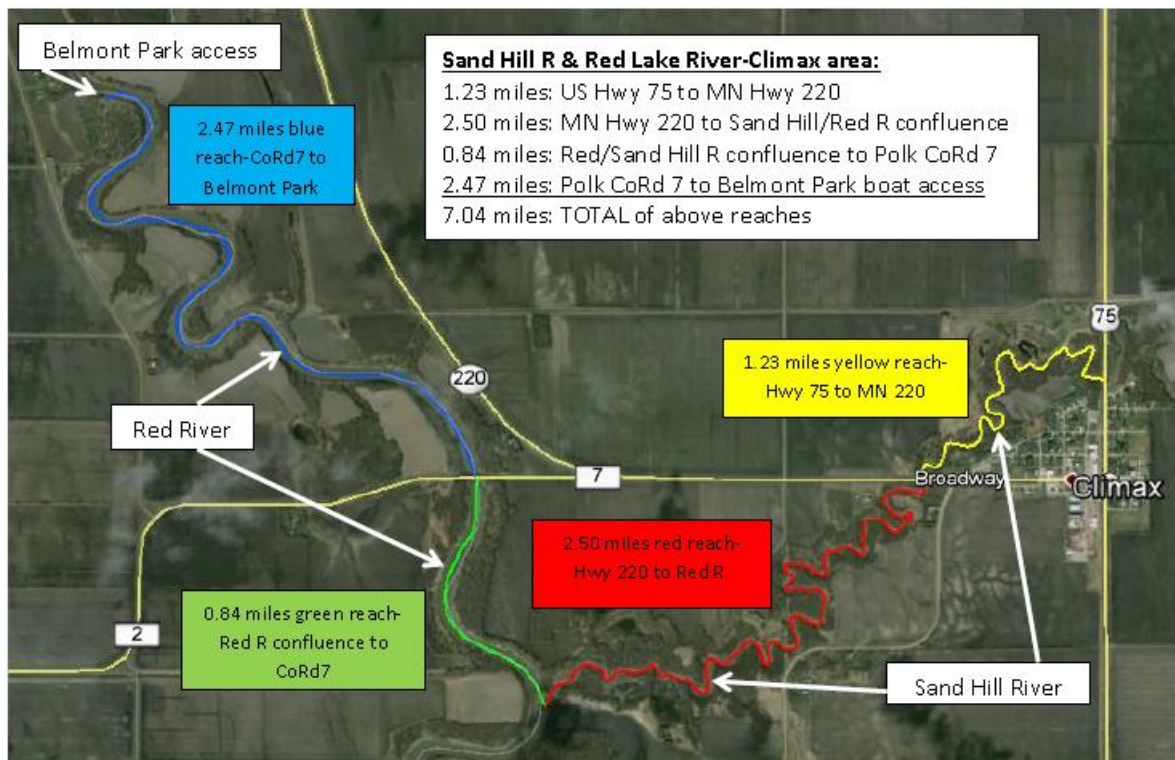 Belmont Park access
Sand Hill R & Red Lake River-Climax area:
1.23 miles: US Hwy 75 to MN Hwy 220
2.50 miles: MN Hwy 220 to Sand Hill/Red R confluence
0.84 miles: Red/Sand Hill R confluence to Polk CoRd 7
2.47 miles: Polk CoRd 7 to Belmont Park boat access
7.04 miles: TOTAL of above reaches
2.47 miles blue
reach-CoRd7 to
Belmont Park
75
1.23 miles yellow reach-
Hwy 75 to MN 220
220
Red River
7
Broadway
Climax
2.50 miles red reach-
Hwy 220 to Red R
0.84 miles green reach-
Red R confluence to
CoRd7
2
Sand Hill River